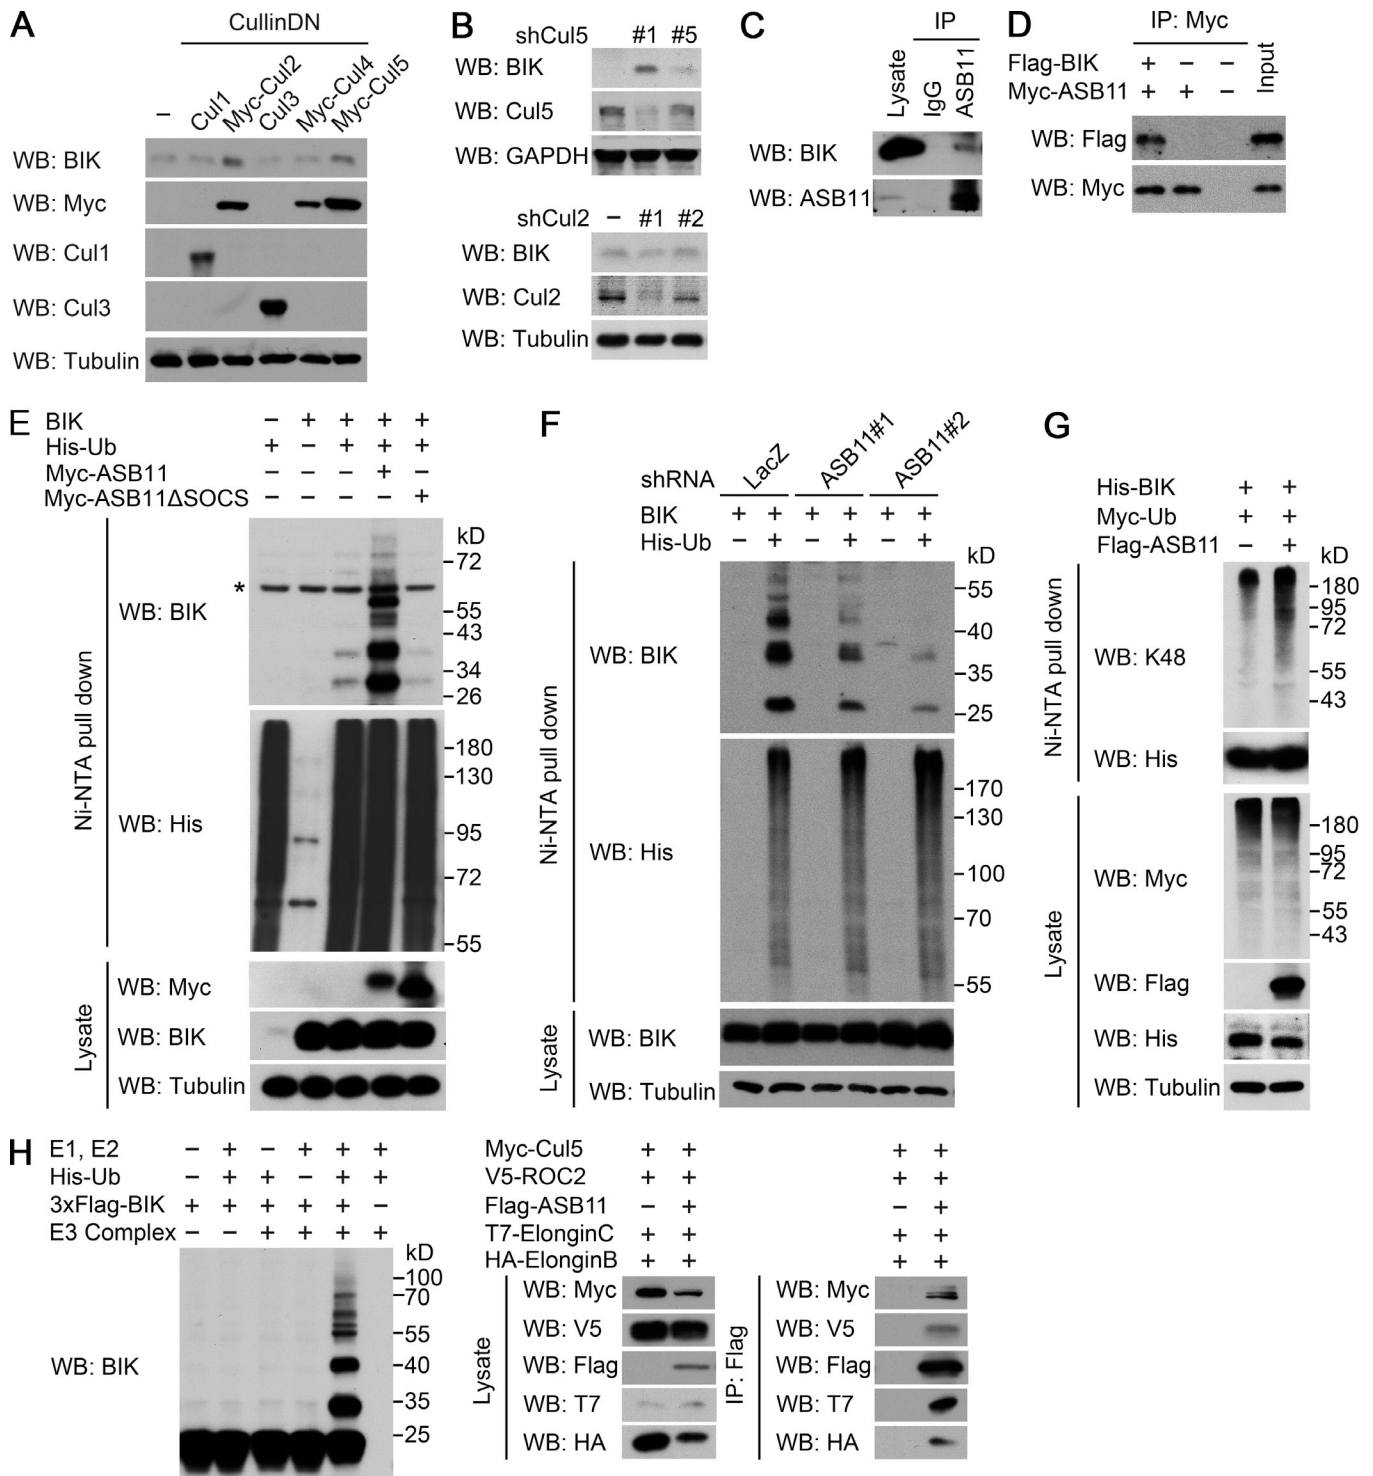 A
CullinDN
–
Cul1
Myc-Cul2
Cul3
Myc-Cul4
Myc-Cul5
WB: BIK
WB: Myc
WB: Cul1
WB: Cul3
WB: Tubulin
B
shCul5 #1 #5
WB: BIK
WB: Cul5
WB: GAPDH
shCul2 – #1 #2
WB: BIK
WB: Cul2
WB: Tubulin
C
IP
Lysate
IgG
ASB11
WB: BIK
WB: ASB11
D
IP: Myc
Flag-BIK + – –
Myc-ASB11 + + –
Input
WB: Flag
WB: Myc
E
BIK – + + + +
His-Ub + – + + +
Myc-ASB11 – – – + –
Myc-ASB11ΔSOCS – – – – +
kD
Ni-NTA pull down
WB: BIK
*
72
55
43
34
26
WB: His
180
130
95
72
55
Lysate
WB: Myc
WB: BIK
WB: Tubulin
F
shRNA
LacZ
ASB11#1
ASB11#2
BIK + + + + + +
His-Ub – + – + – +
kD
Ni-NTA pull down
WB: BIK
55
40
35
25
WB: His
170
130
100
70
55
Lysate
WB: BIK
WB: Tubulin
G
His-BIK + +
Myc-Ub + +
Flag-ASB11 – +
kD
Ni-NTA pull down
WB: K48
180
95
72
55
43
WB: His
Lysate
WB: Myc
180
95
72
55
43
WB: Flag
WB: His
WB: Tubulin
H
E1, E2 – + – + + +
His-Ub – + + – + +
3xFlag-BIK + + + + + –
E3 Complex – – + + + +
kD
WB: BIK
100
70
55
40
35
25
Myc-Cul5 + + + +
V5-ROC2 + + + +
Flag-ASB11 – + – +
T7-ElonginC + + + +
HA-ElonginB + + + +
Lysate
WB: Myc
WB: V5
WB: Flag
WB: T7
WB: HA
IP: Flag
WB: Myc
WB: V5
WB: Flag
WB: T7
WB: HA